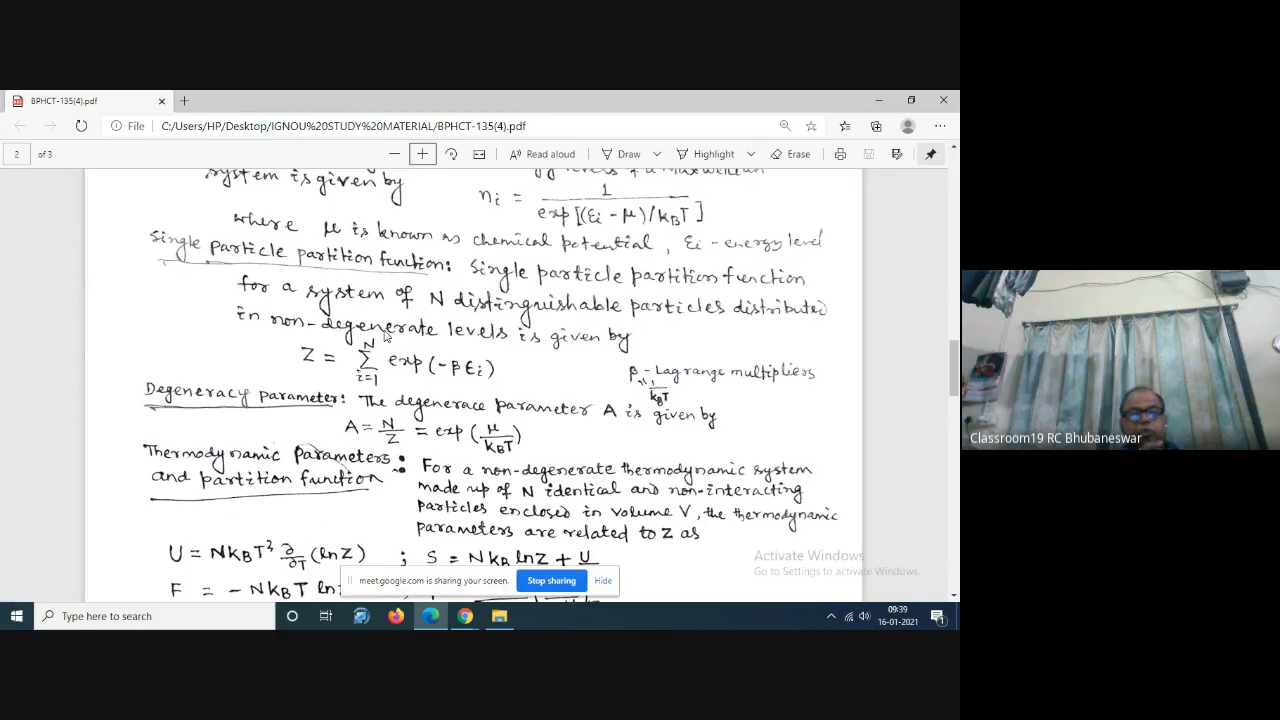 BPHCT-135(4).pdf
File C:/Users/HP/Desktop/IGNOU%20STUDY%20MATERIAL/BPHCT-135(4).pdf
2 of 3 Read aloud Draw Highlight Erase
system is given by
nᵢ = 1 / exp[(εᵢ - μ)/k_BT]
where μ is known as chemical potential, εᵢ - energy level
Single particle partition function: Single particle partition function
for a system of N distinguishable particles distributed
in non-degenerate levels is given by
Z = Σ_{i=1}^{N} exp(-βεᵢ)
β - Lagrange multipliers
" 1/k_BT
Degeneracy parameter: The degenerace parameter A is given by
A = N/Z = exp(μ/k_BT)
Thermodynamic Parameters and partition function : For a non-degenerate thermodynamic system
made up of N identical and non-interacting
particles enclosed in volume V, the thermodynamic
parameters are related to Z as
U = Nk_BT² ∂/∂T (ln Z) ; S = Nk_B ln Z + U
F = - Nk_BT ln
meet.google.com is sharing your screen. Stop sharing Hide
Activate Windows
Go to Settings to activate Windows.
Type here to search
09:39
16-01-2021
1
Classroom19 RC Bhubaneswar